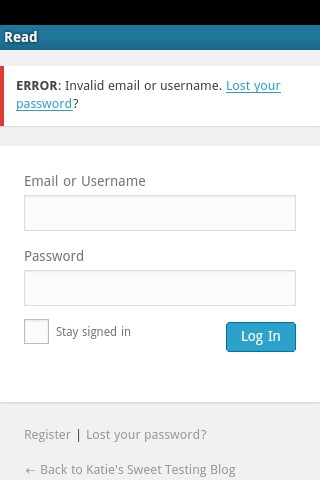 Read
ERROR: Invalid email or username. Lost your
password?
Email or Username
Password
Stay signed in
Log In
Register | Lost your password?
← Back to Katie's Sweet Testing Blog